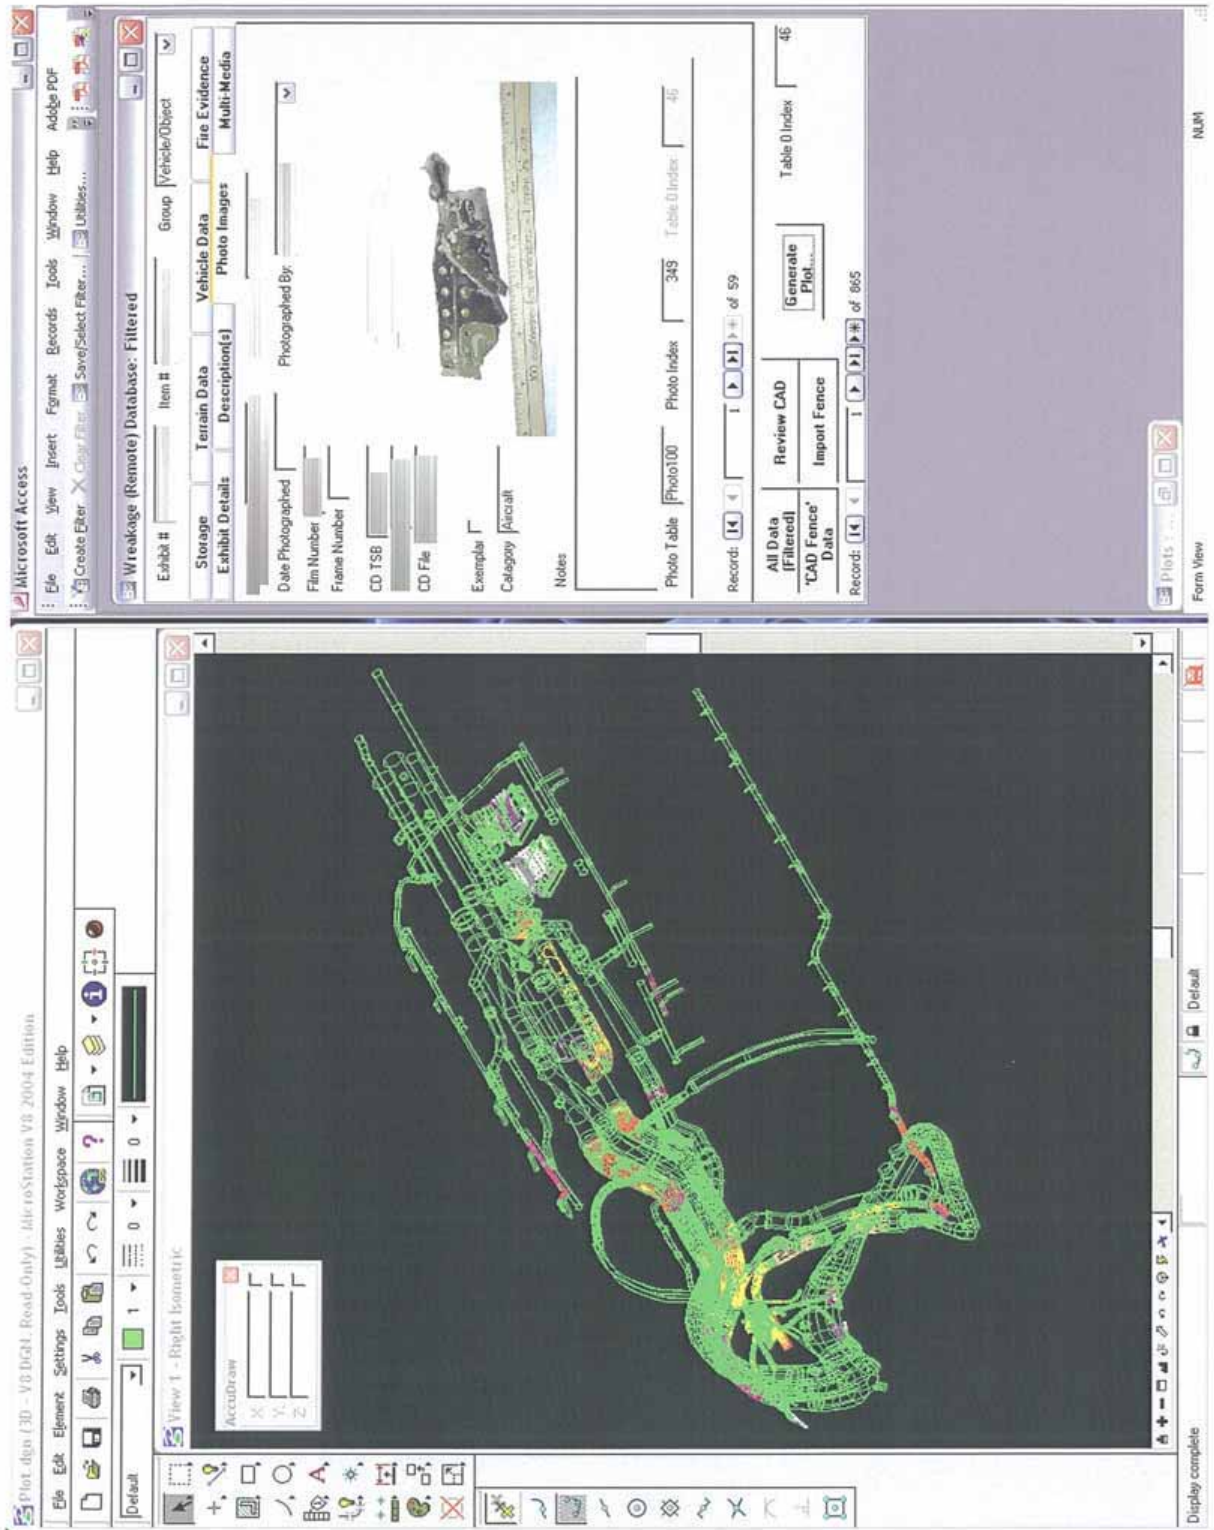 Plot.dgn (3D - V8 DGN, Read-Only) - MicroStation V8 2004 Edition
File Edit Element Settings Tools Utilities Workspace Window Help
Default
1 0 0
View 1 - Right Isometric
AccuDraw
X
Y
Z
Display complete
Default
Microsoft Access
File Edit View Insert Format Records Tools Window Help Adobe PDF
Create Filter Clear Filter Save/Select Filter... Utilities...
Wreakage (Remote) Database: Filtered
Exhibit # Item # Group Vehicle/Object
Storage Terrain Data Vehicle Data Fire Evidence
Exhibit Details Description(s) Photo Images Multi-Media
Date Photographed Photographed By:
Film Number
Frame Number
CD TSB
CD File
Exemplar
Catagory Aircraft
Notes
Photo Table Photo100 Photo Index 349 Table 0 Index 46
Record: 1 of 59
All Data (Filtered) Review CAD Generate Plot.... Table 0 Index 46
'CAD Fence' Data Import Fence
Record: 1 of 865
Plots : ...
Form View NUM